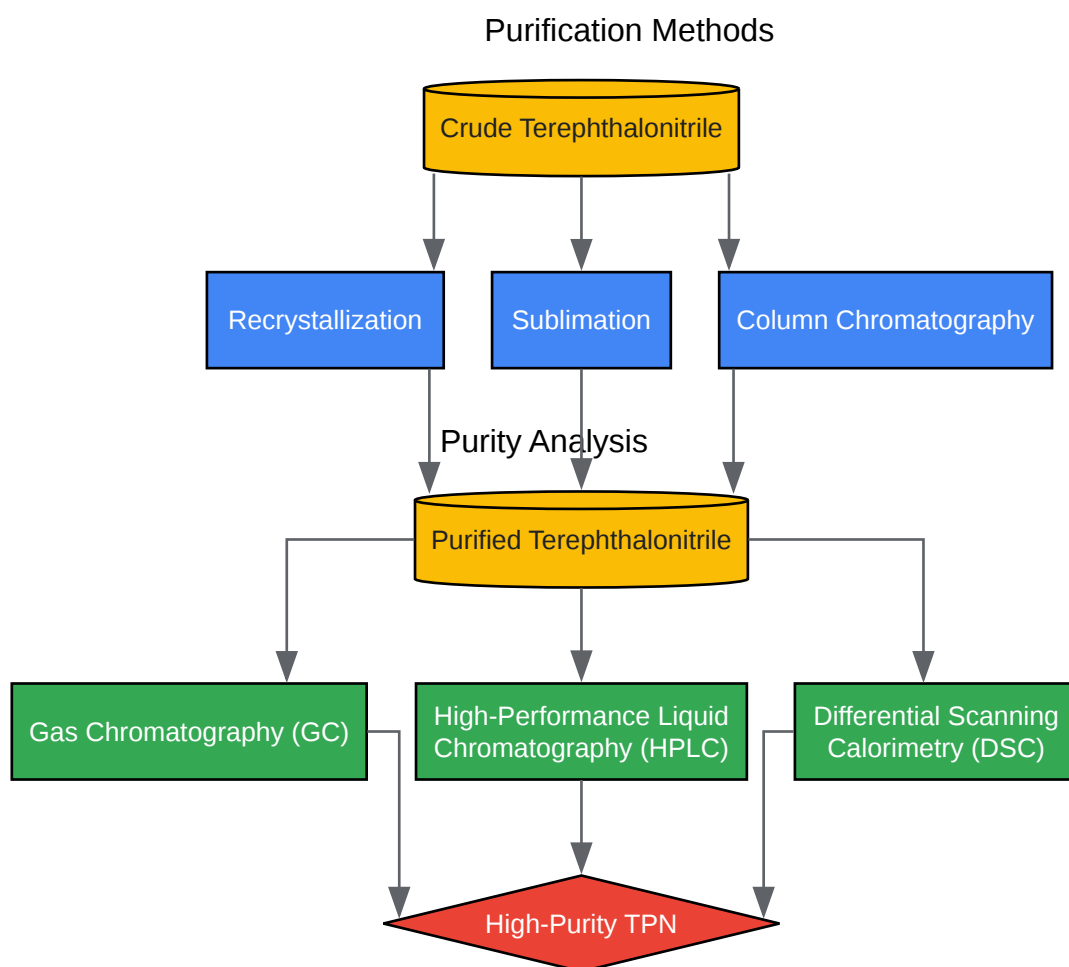 Purification Methods
Crude Terephthalonitrile
Recrystallization
Sublimation
Column Chromatography
Purity Analysis
Purified Terephthalonitrile
Gas Chromatography (GC)
High-Performance Liquid
Chromatography (HPLC)
Differential Scanning
Calorimetry (DSC)
High-Purity TPN